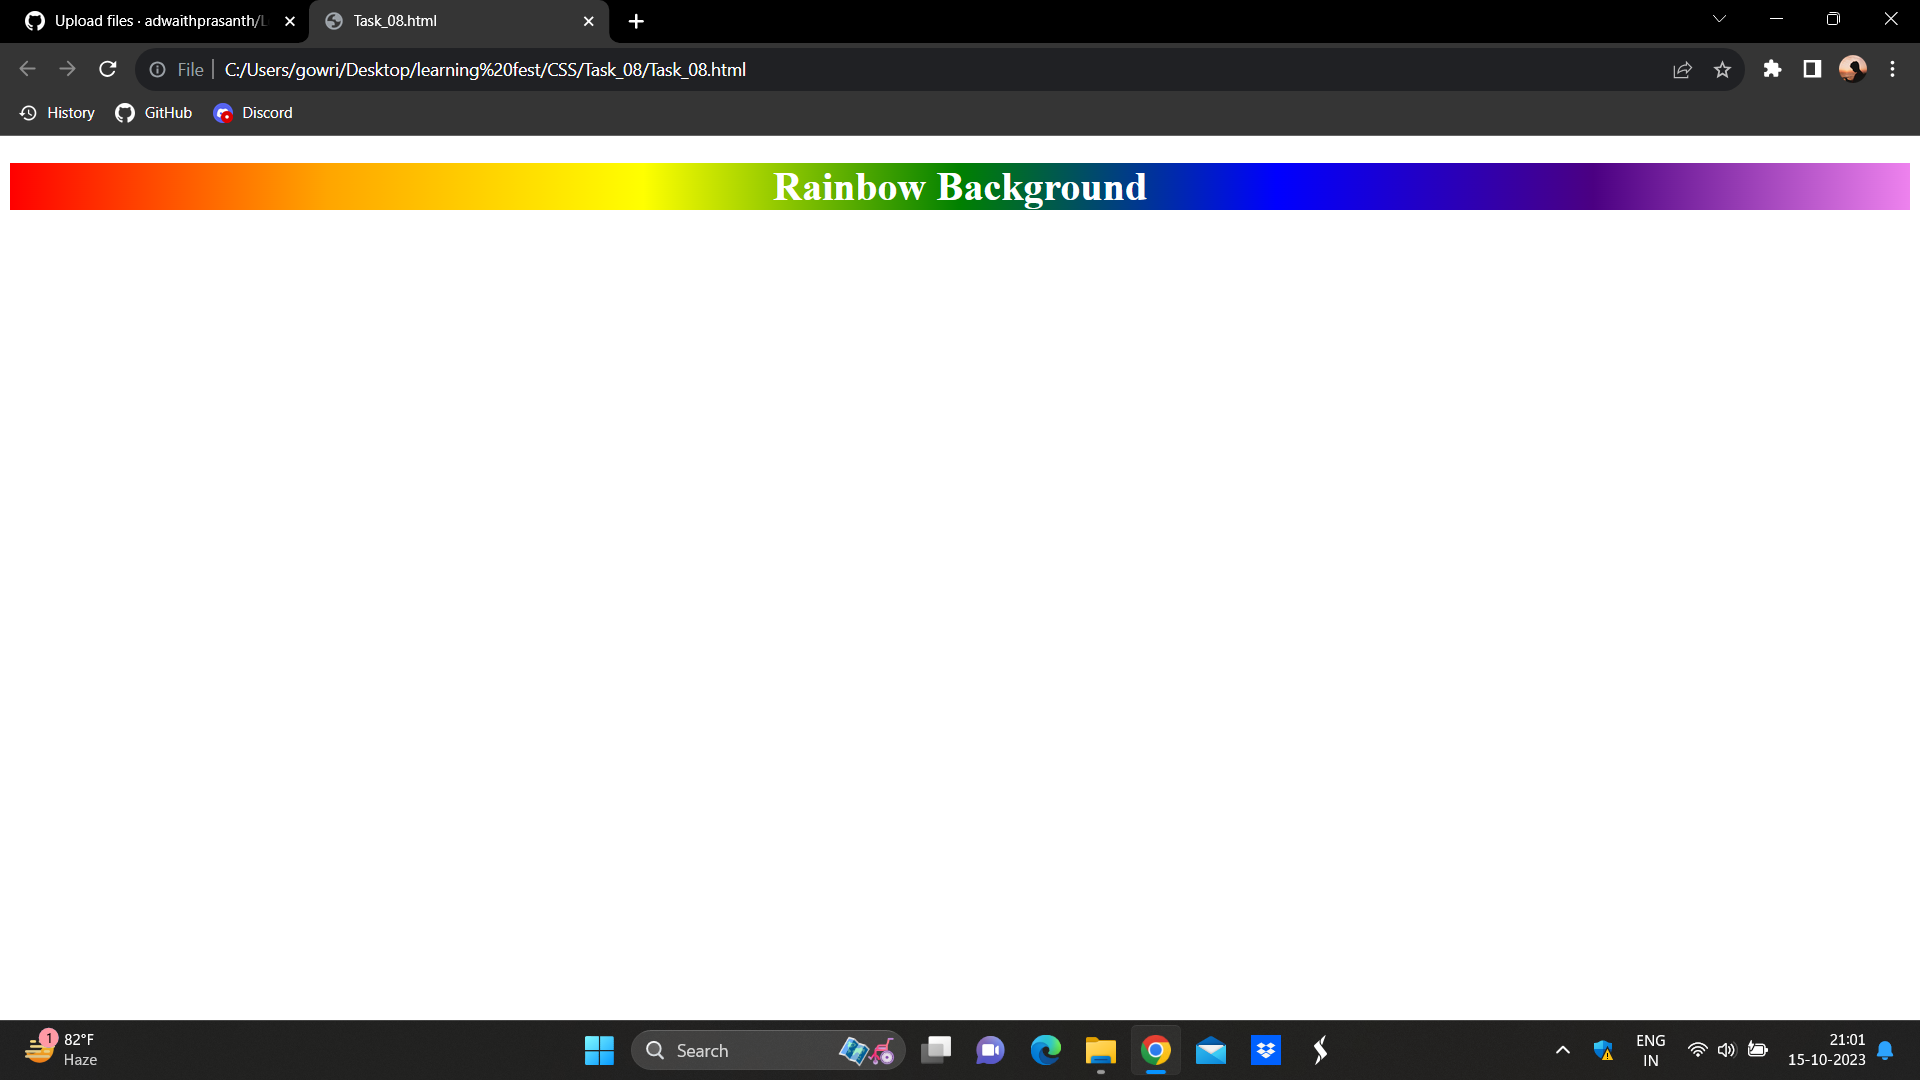 Upload files · adwaithprasanth/L
Task_08.html
File
C:/Users/gowri/Desktop/learning%20fest/CSS/Task_08/Task_08.html
History
GitHub
Discord
Rainbow Background
1
82°F
Haze
Search
ENG
IN
21:01
15-10-2023